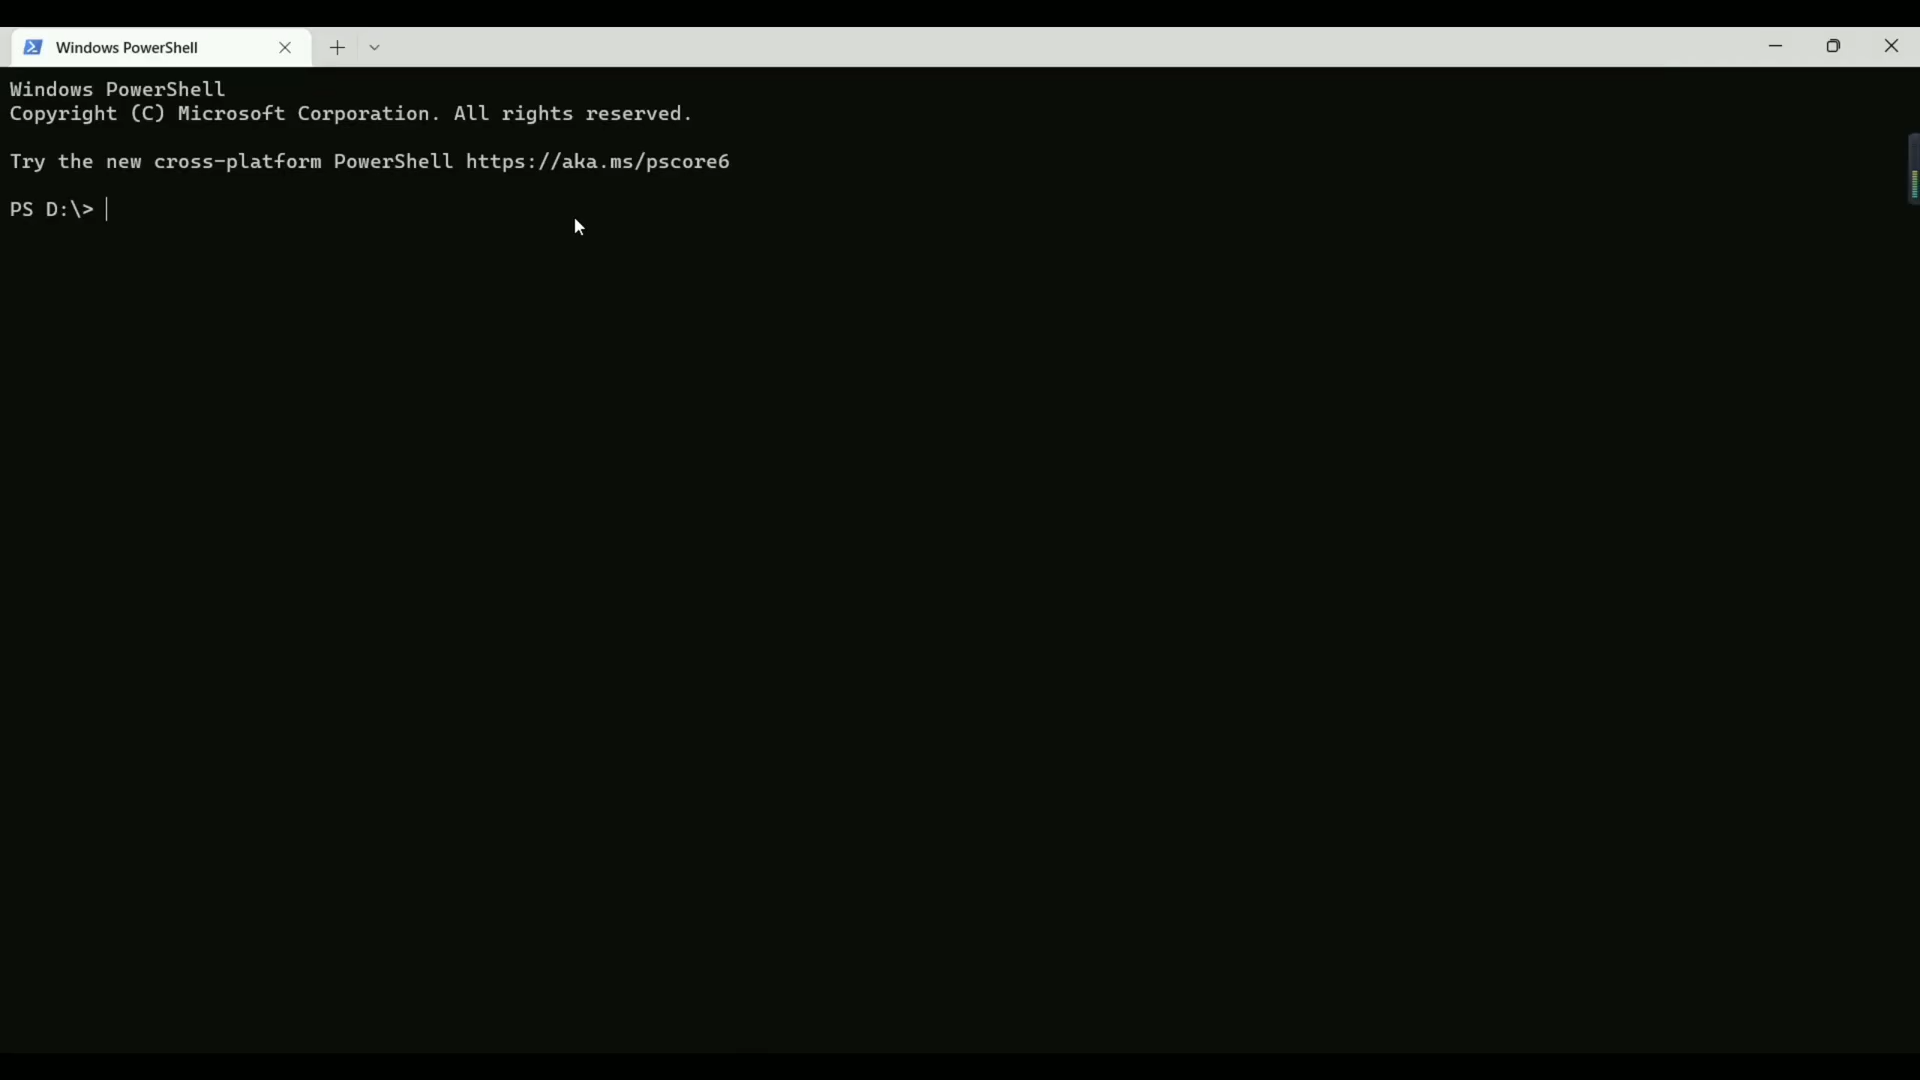 Windows PowerShell
Windows PowerShell
Copyright (C) Microsoft Corporation. All rights reserved.
Try the new cross-platform PowerShell https://aka.ms/pscore6
PS D:\>